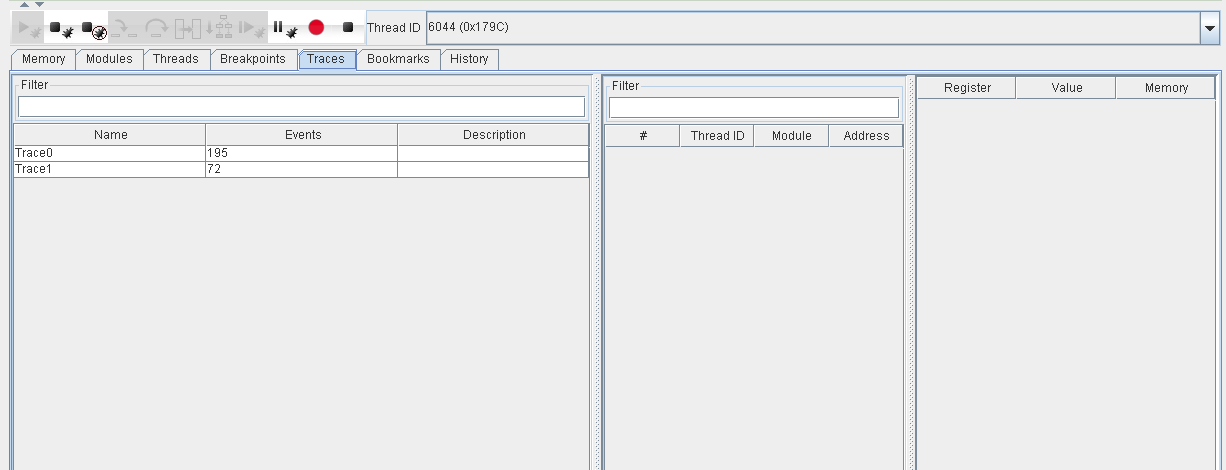 Thread ID 6044 (0x179C)
Memory Modules Threads Breakpoints Traces Bookmarks History
Filter Filter Register Value Memory
Name Events Description # Thread ID Module Address
Trace0 195
Trace1 72